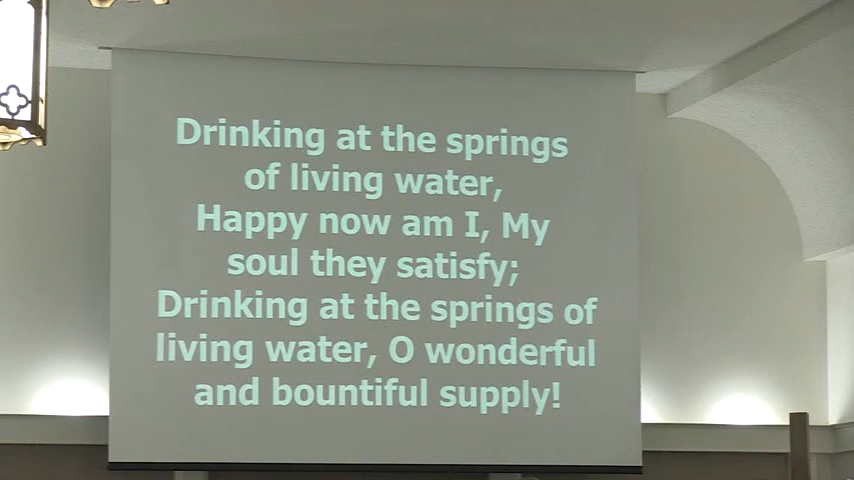 Drinking at the springs
of living water,
Happy now am I, My
soul they satisfy;
Drinking at the springs of
living water, O wonderful
and bountiful supply!